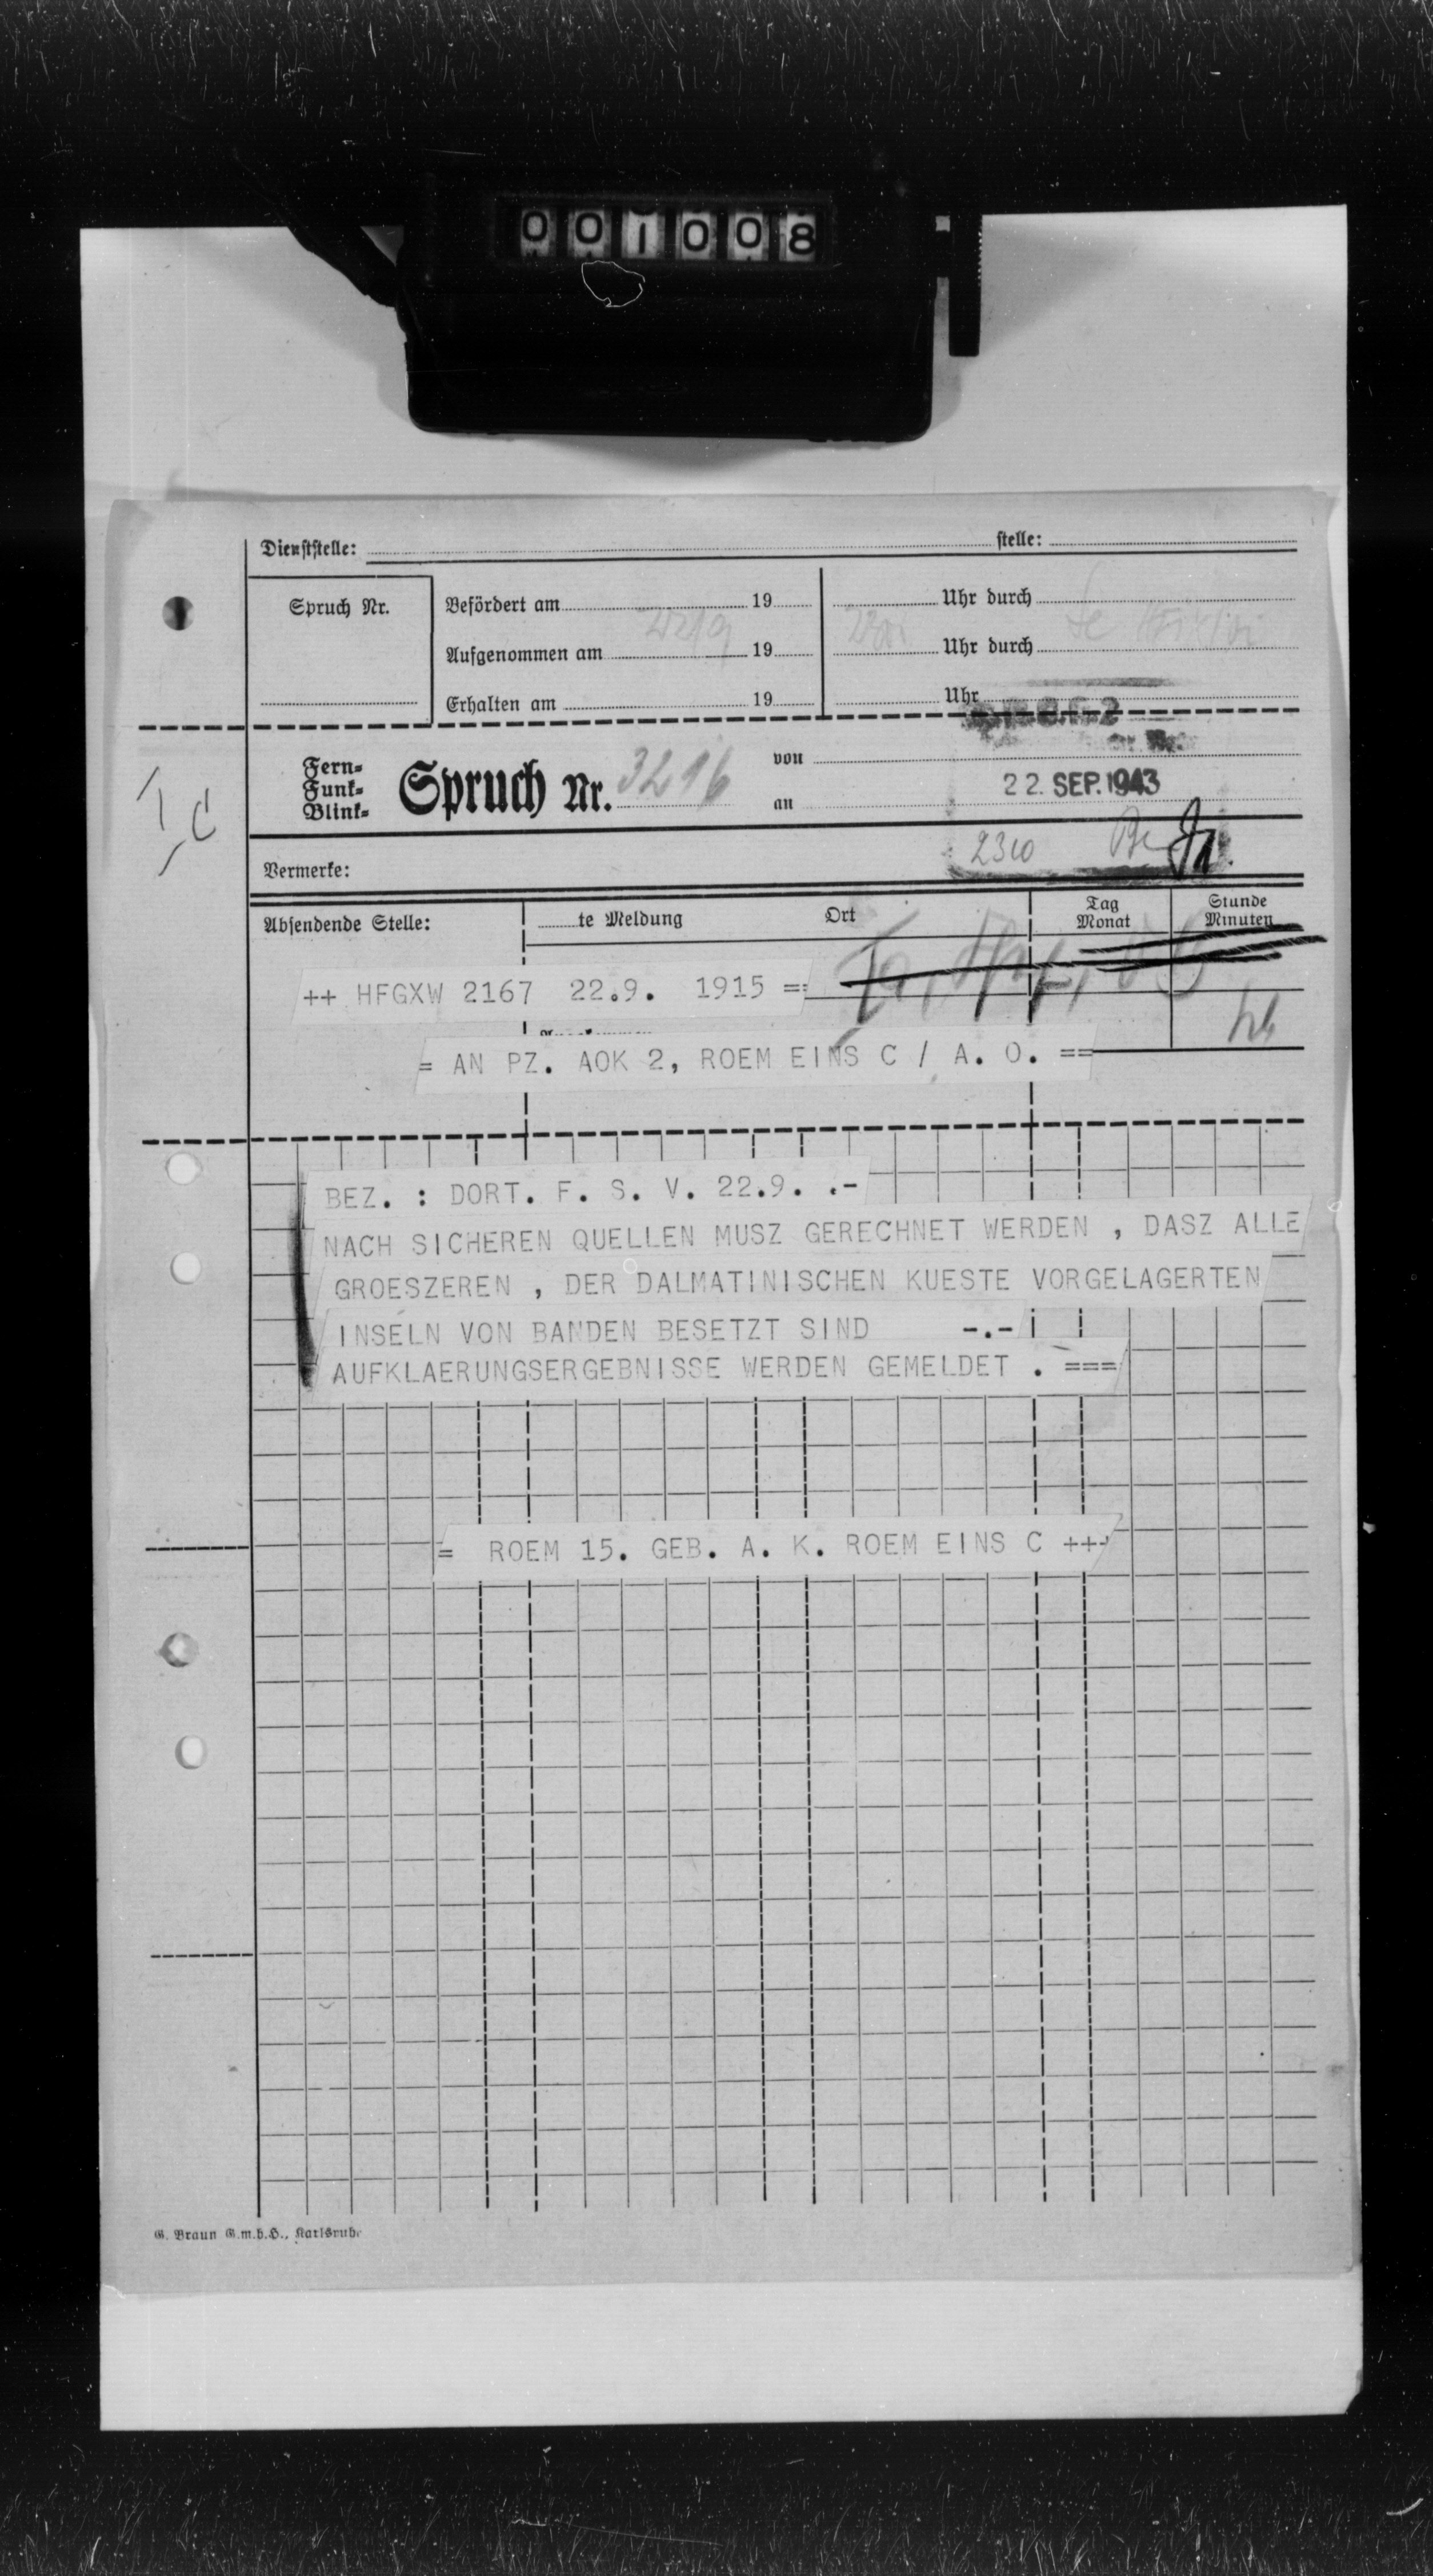 001008
Dienststelle: stelle:
Spruch Nr.
Befördert am 19 Uhr durch
Aufgenommen am 19 Uhr durch
Erhalten am 19 Uhr
Fern-
Funk-
Blink-
Spruch Nr. 3216
von
an
22. SEP. 1943
I c
2310
Vermerke:
Absendende Stelle: te Meldung Ort Tag Monat Stunde Minuten
++ HFGXW 2167 22.9. 1915 ==
= AN PZ. AOK 2, ROEM EINS C / A. O. ==
BEZ. : DORT. F. S. V. 22.9. .-
NACH SICHEREN QUELLEN MUSZ GERECHNET WERDEN , DASZ ALLE
GROESZEREN , DER DALMATINISCHEN KUESTE VORGELAGERTEN
INSELN VON BANDEN BESETZT SIND -.-
AUFKLAERUNGSERGEBNISSE WERDEN GEMELDET . ===
= ROEM 15. GEB. A. K. ROEM EINS C +++
G. Braun G.m.b.H., Karlsruhe